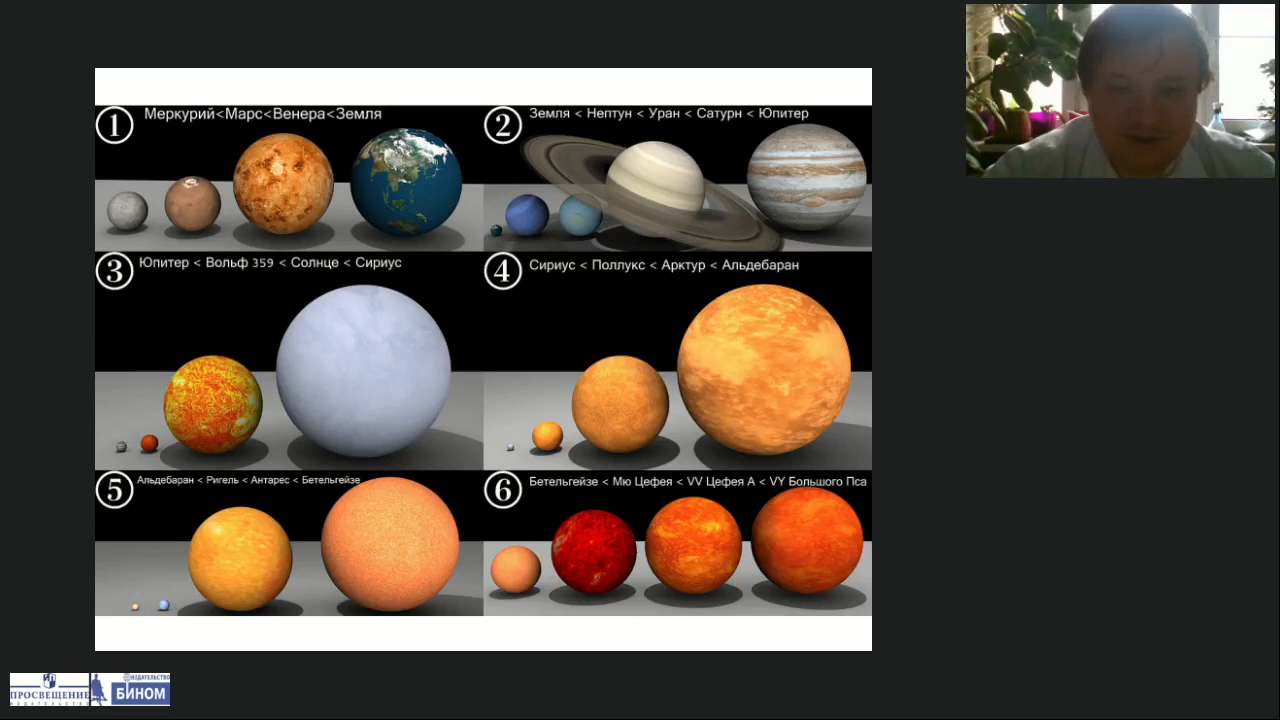 1
Меркурий<Марс<Венера<Земля
2
Земля < Нептун < Уран < Сатурн < Юпитер
3
Юпитер < Вольф 359 < Солнце < Сириус
4
Сириус < Поллукс < Арктур < Альдебаран
5
Альдебаран < Ригель < Антарес < Бетельгейзе
6
Бетельгейзе < Мю Цефея < VV Цефея А < VY Большого Пса
ПРОСВЕЩЕНИЕ
ИЗДАТЕЛЬСТВО
ИЗДАТЕЛЬСТВО
БИНОМ